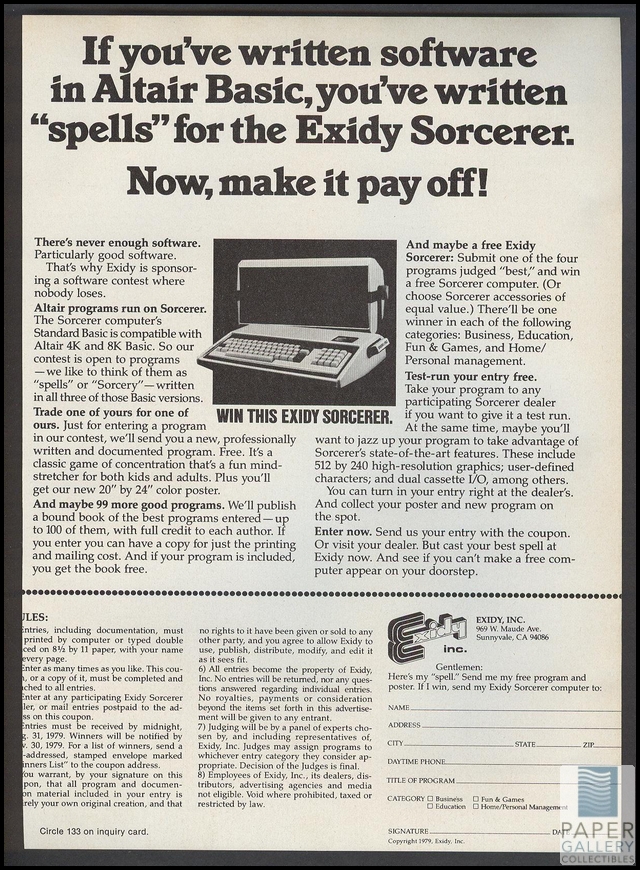 If you've written software
in Altair Basic, you've written
“spells” for the Exidy Sorcerer.
Now, make it pay off!
There's never enough software.
Particularly good software.
That's why Exidy is sponsor-
ing a software contest where
nobody loses.
Altair programs run on Sorcerer.
The Sorcerer computer's
Standard Basic is compatible with
Altair 4K and 8K Basic. So our
contest is open to programs
—we like to think of them as
“spells” or “Sorcery”—written
in all three of those Basic versions.
Trade one of yours for one of
ours. Just for entering a program
in our contest, we'll send you a new, professionally
written and documented program. Free. It's a
classic game of concentration that's a fun mind-
stretcher for both kids and adults. Plus you'll
get our new 20" by 24" color poster.
And maybe 99 more good programs. We'll publish
a bound book of the best programs entered—up
to 100 of them, with full credit to each author. If
you enter you can have a copy for just the printing
and mailing cost. And if your program is included,
you get the book free.
WIN THIS EXIDY SORCERER.
And maybe a free Exidy
Sorcerer: Submit one of the four
programs judged “best,” and win
a free Sorcerer computer. (Or
choose Sorcerer accessories of
equal value.) There'll be one
winner in each of the following
categories: Business, Education,
Fun & Games, and Home/
Personal management.
Test-run your entry free.
Take your program to any
participating Sorcerer dealer
if you want to give it a test run.
At the same time, maybe you'll
want to jazz up your program to take advantage of
Sorcerer's state-of-the-art features. These include
512 by 240 high-resolution graphics; user-defined
characters; and dual cassette I/O, among others.
You can turn in your entry right at the dealer's.
And collect your poster and new program on
the spot.
Enter now. Send us your entry with the coupon.
Or visit your dealer. But cast your best spell at
Exidy now. And see if you can't make a free com-
puter appear on your doorstep.
ULES:
Entries, including documentation, must
printed by computer or typed double
ced on 8½ by 11 paper, with your name
every page.
Enter as many times as you like. This cou-
n, or a copy of it, must be completed and
ched to all entries.
Enter at any participating Exidy Sorcerer
ler, or mail entries postpaid to the ad-
ss on this coupon.
Entries must be received by midnight,
g. 31, 1979. Winners will be notified by
v. 30, 1979. For a list of winners, send a
-addressed, stamped envelope marked
inners List” to the coupon address.
You warrant, by your signature on this
pon, that all program and documen-
on material included in your entry is
rely your own original creation, and that
no rights to it have been given or sold to any
other party, and you agree to allow Exidy to
use, publish, distribute, modify, and edit it
as it sees fit.
6) All entries become the property of Exidy,
Inc. No entries will be returned, nor any ques-
tions answered regarding individual entries.
No royalties, payments or consideration
beyond the items set forth in this advertise-
ment will be given to any entrant.
7) Judging will be by a panel of experts cho-
sen by, and including representatives of,
Exidy, Inc. Judges may assign programs to
whichever entry category they consider ap-
propriate. Decision of the Judges is final.
8) Employees of Exidy, Inc., its dealers, dis-
tributors, advertising agencies and media
not eligible. Void where prohibited, taxed or
restricted by law.
Exidy
inc.
EXIDY, INC.
969 W. Maude Ave.
Sunnyvale, CA 94086
Gentlemen:
Here's my “spell.” Send me my free program and
poster. If I win, send my Exidy Sorcerer computer to:
NAME
ADDRESS
CITY STATE ZIP
DAYTIME PHONE
TITLE OF PROGRAM
CATEGORY □ Business □ Fun & Games
□ Education □ Home/Personal Management
SIGNATURE DA
Copyright 1979, Exidy, Inc.
Circle 133 on inquiry card.
PAPER
GALLERY
COLLECTIBLES